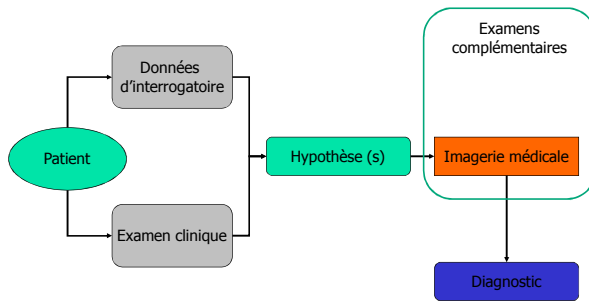 Examens
complémentaires
Données
d'interrogatoire
Patient
Hypothèse (s)
Imagerie médicale
Examen clinique
Diagnostic